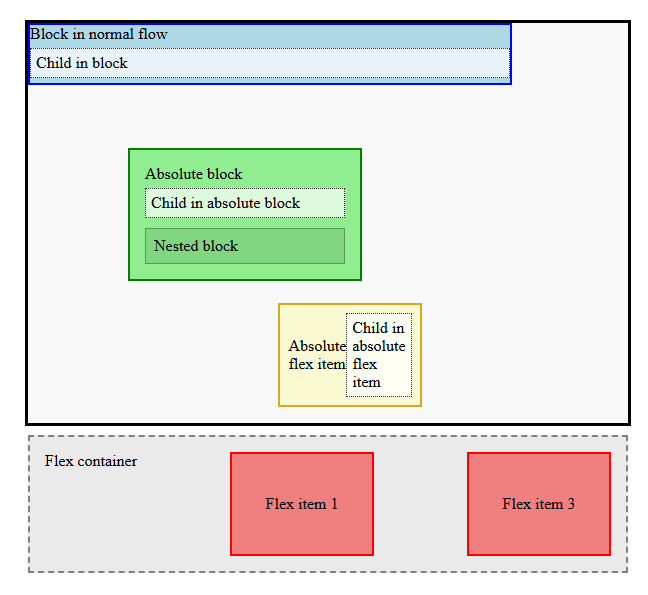 Block in normal flow
Child in block
Absolute block
Child in absolute block
Nested block
Absolute
flex item
Child in
absolute
flex
item
Flex container
Flex item 1
Flex item 3